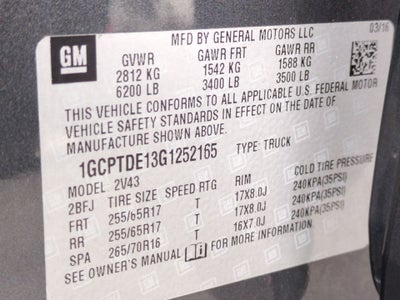 MFD BY GENERAL MOTORS LLC 03/16
GM
GVWR GAWR FRT GAWR RR
2812 KG 1542 KG 1588 KG
6200 LB 3400 LB 3500 LB
THIS VEHICLE CONFORMS TO ALL APPLICABLE U.S. FEDERAL MOTOR
VEHICLE SAFETY STANDARDS IN EFFECT ON THE DATE OF
MANUFACTURE SHOWN ABOVE.
1GCPTDE13G1252165 TYPE: TRUCK
MODEL: 2V43
2BFJ TIRE SIZE SPEED RTG RIM COLD TIRE PRESSURE
FRT 255/65R17 T 17X8.0J 240KPA(35PSI)
RR 255/65R17 T 17X8.0J 240KPA(35PSI)
SPA 265/70R16 T 16X7.0J 240KPA(35PSI)
SEE OWNER'S MANUAL FOR MORE INFORMATION.